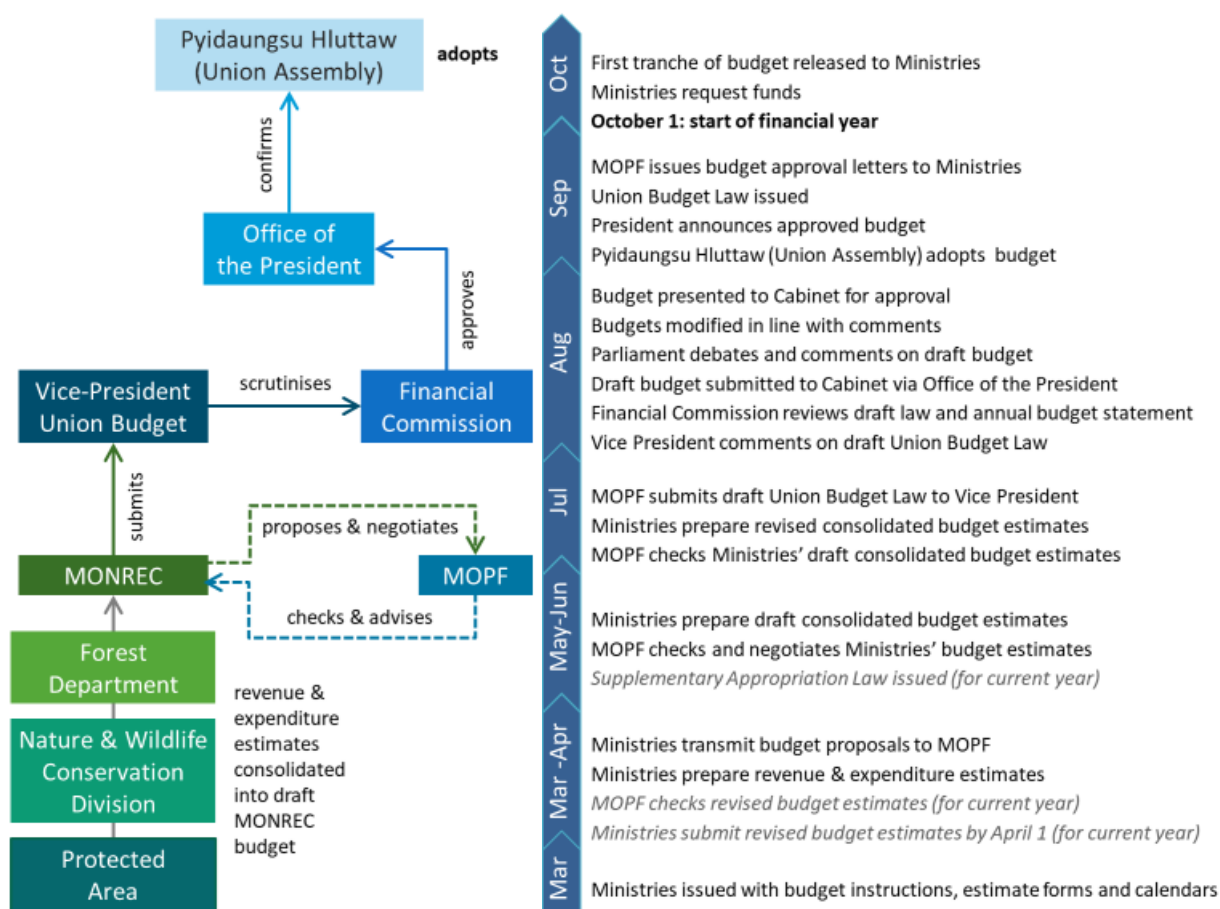 Pyidaungsu Hluttaw
(Union Assembly)
adopts
confirms
Office of
the President
approves
Vice-President
Union Budget
scrutinises
Financial
Commission
submits
proposes & negotiates
MONREC
MOPF
checks & advises
Forest
Department
Nature & Wildlife
Conservation
Division
Protected
Area
revenue &
expenditure
estimates
consolidated
into draft
MONREC
budget
Oct
First tranche of budget released to Ministries
Ministries request funds
October 1: start of financial year
Sep
MOPF issues budget approval letters to Ministries
Union Budget Law issued
President announces approved budget
Pyidaungsu Hluttaw (Union Assembly) adopts budget
Aug
Budget presented to Cabinet for approval
Budgets modified in line with comments
Parliament debates and comments on draft budget
Draft budget submitted to Cabinet via Office of the President
Financial Commission reviews draft law and annual budget statement
Vice President comments on draft Union Budget Law
Jul
MOPF submits draft Union Budget Law to Vice President
Ministries prepare revised consolidated budget estimates
MOPF checks Ministries' draft consolidated budget estimates
May-Jun
Ministries prepare draft consolidated budget estimates
MOPF checks and negotiates Ministries' budget estimates
Supplementary Appropriation Law issued (for current year)
Mar -Apr
Ministries transmit budget proposals to MOPF
Ministries prepare revenue & expenditure estimates
MOPF checks revised budget estimates (for current year)
Ministries submit revised budget estimates by April 1 (for current year)
Mar
Ministries issued with budget instructions, estimate forms and calendars